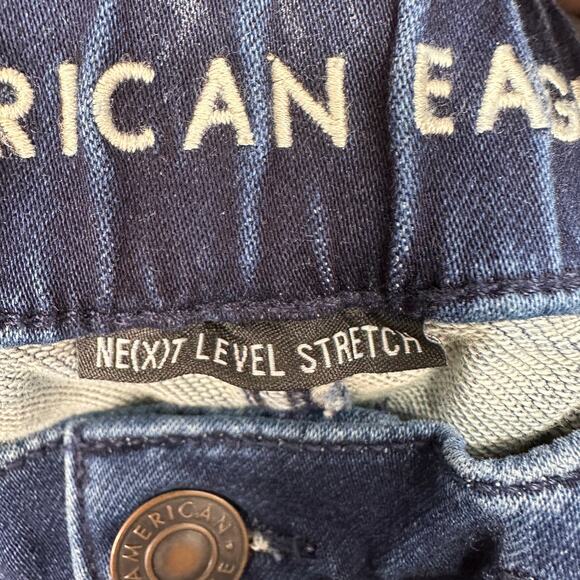 RICAN EAG
NE(X)T LEVEL STRETCH
AMERICAN
E